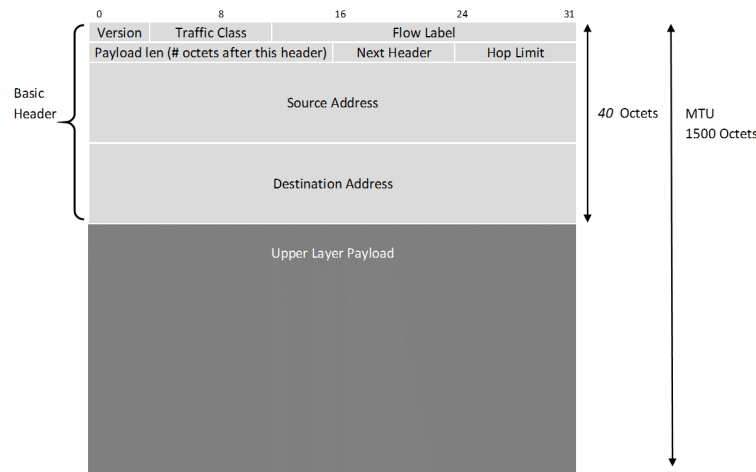 0 8 16 24 31
Version Traffic Class Flow Label
Payload len (# octets after this header) Next Header Hop Limit
Basic
Header
Source Address
40 Octets
MTU
1500 Octets
Destination Address
Upper Layer Payload